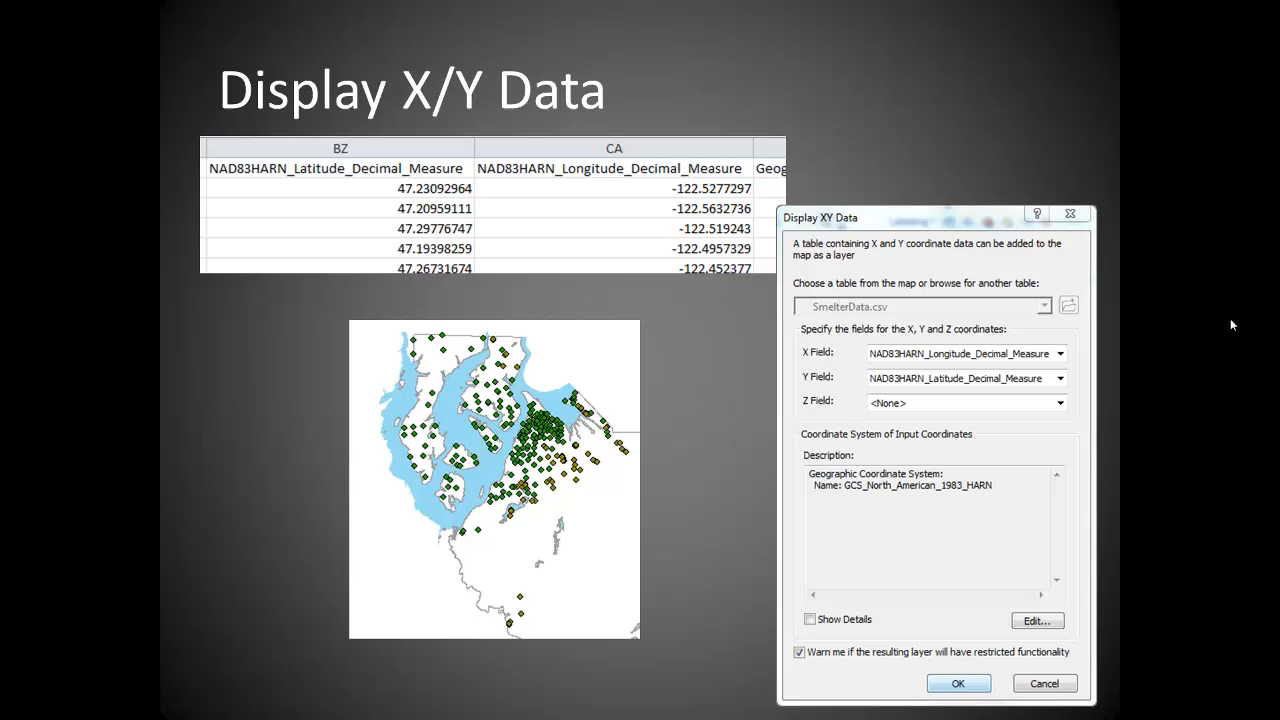 Display X/Y Data
BZ CA
NAD83HARN_Latitude_Decimal_Measure NAD83HARN_Longitude_Decimal_Measure Geog
47.23092964 -122.5277297
47.20959111 -122.5632736
47.29776747 -122.519243
47.19398259 -122.4957329
47.26731674 -122.452377
Display XY Data
A table containing X and Y coordinate data can be added to the
map as a layer
Choose a table from the map or browse for another table:
SmelterData.csv
Specify the fields for the X, Y and Z coordinates:
X Field: NAD83HARN_Longitude_Decimal_Measure
Y Field: NAD83HARN_Latitude_Decimal_Measure
Z Field: <None>
Coordinate System of Input Coordinates
Description:
Geographic Coordinate System:
Name: GCS_North_American_1983_HARN
Show Details Edit...
Warn me if the resulting layer will have restricted functionality
OK Cancel